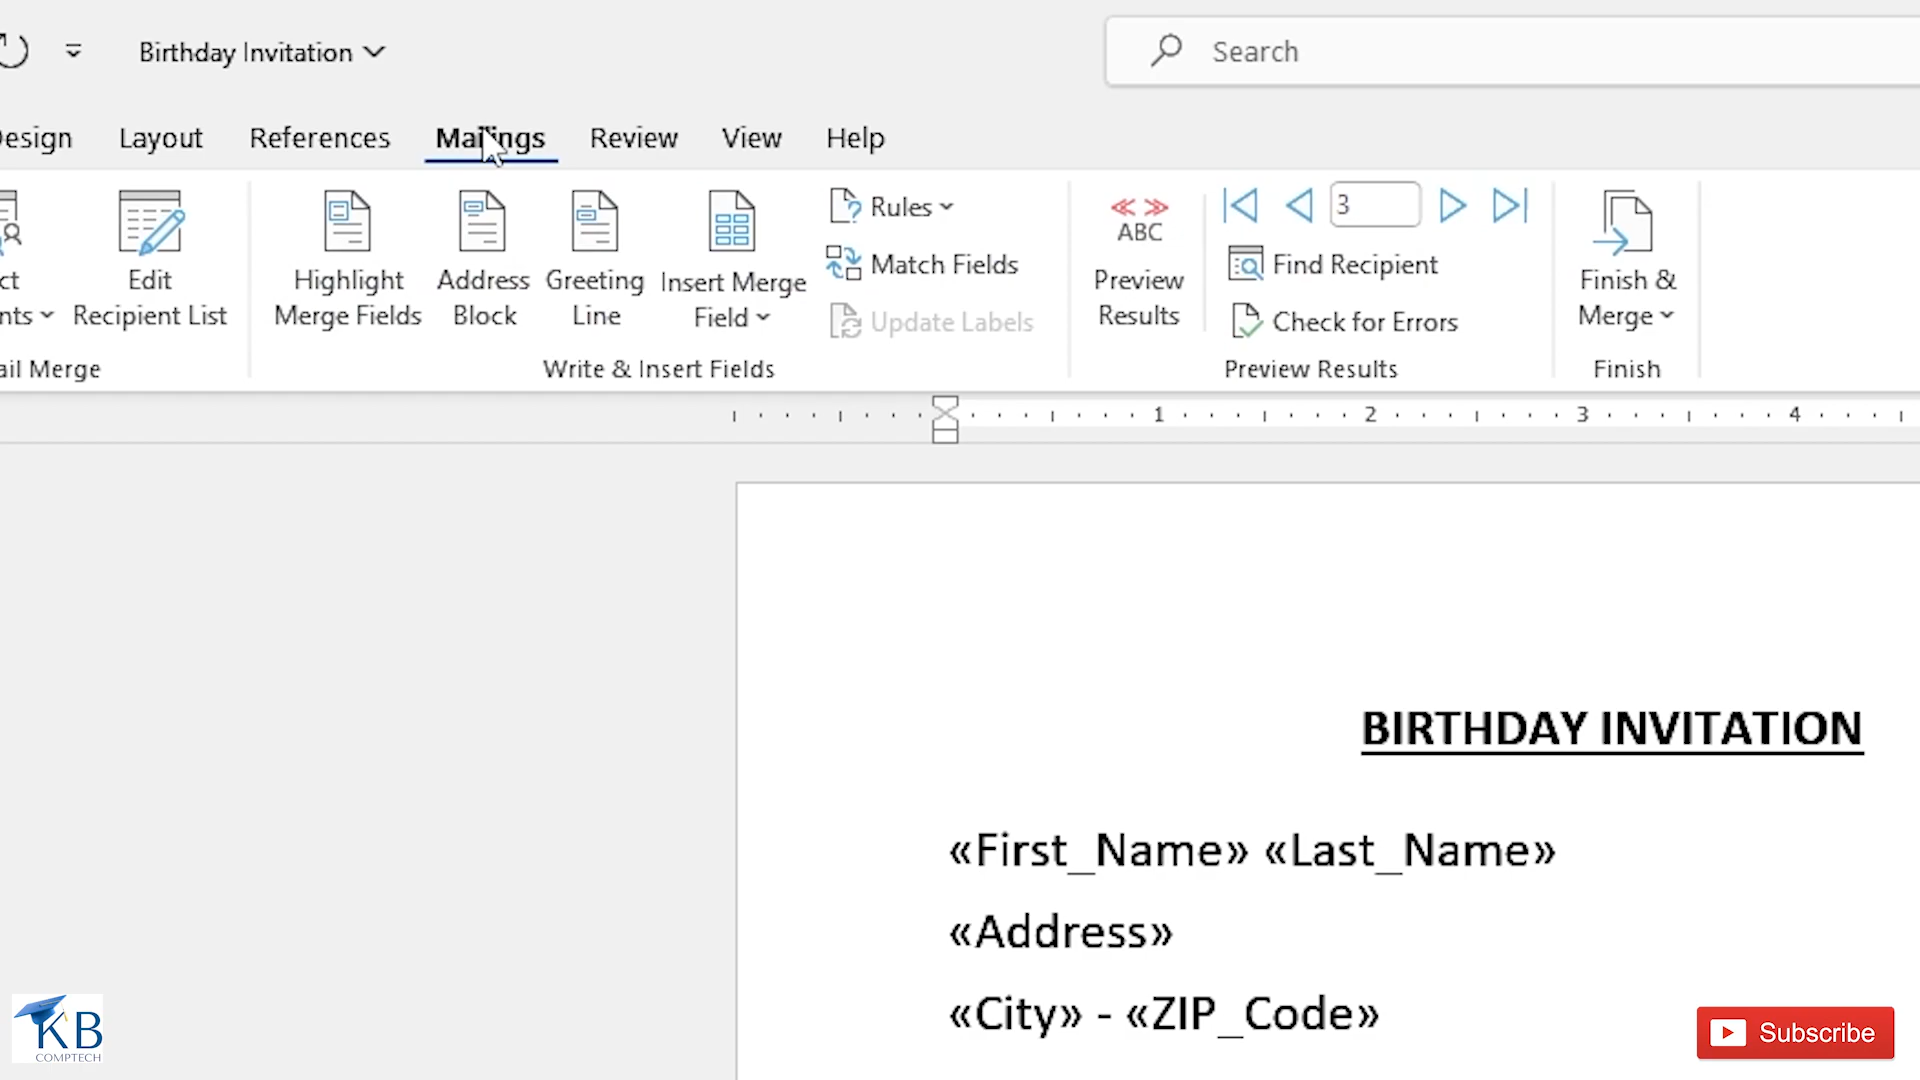 Birthday Invitation
Search
Design Layout References Mailings Review View Help
Edit
Recipient List
Highlight
Merge Fields
Address
Block
Greeting
Line
Insert Merge
Field
Rules
Match Fields
Update Labels
Write & Insert Fields
ABC
Preview
Results
3
Find Recipient
Check for Errors
Preview Results
Finish &
Merge
Finish
ail Merge
ct
nts
1 2 3 4
BIRTHDAY INVITATION
«First_Name» «Last_Name»
«Address»
«City» - «ZIP_Code»
KB
COMPTECH
Subscribe